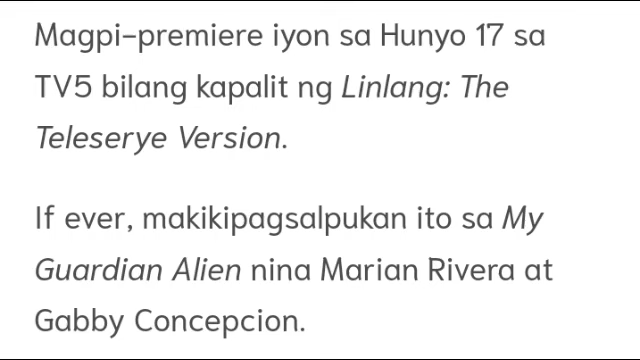 Magpi-premiere iyon sa Hunyo 17 sa
TV5 bilang kapalit ng Linlang: The
Teleserye Version.
If ever, makikipagsalpukan ito sa My
Guardian Alien nina Marian Rivera at
Gabby Concepcion.